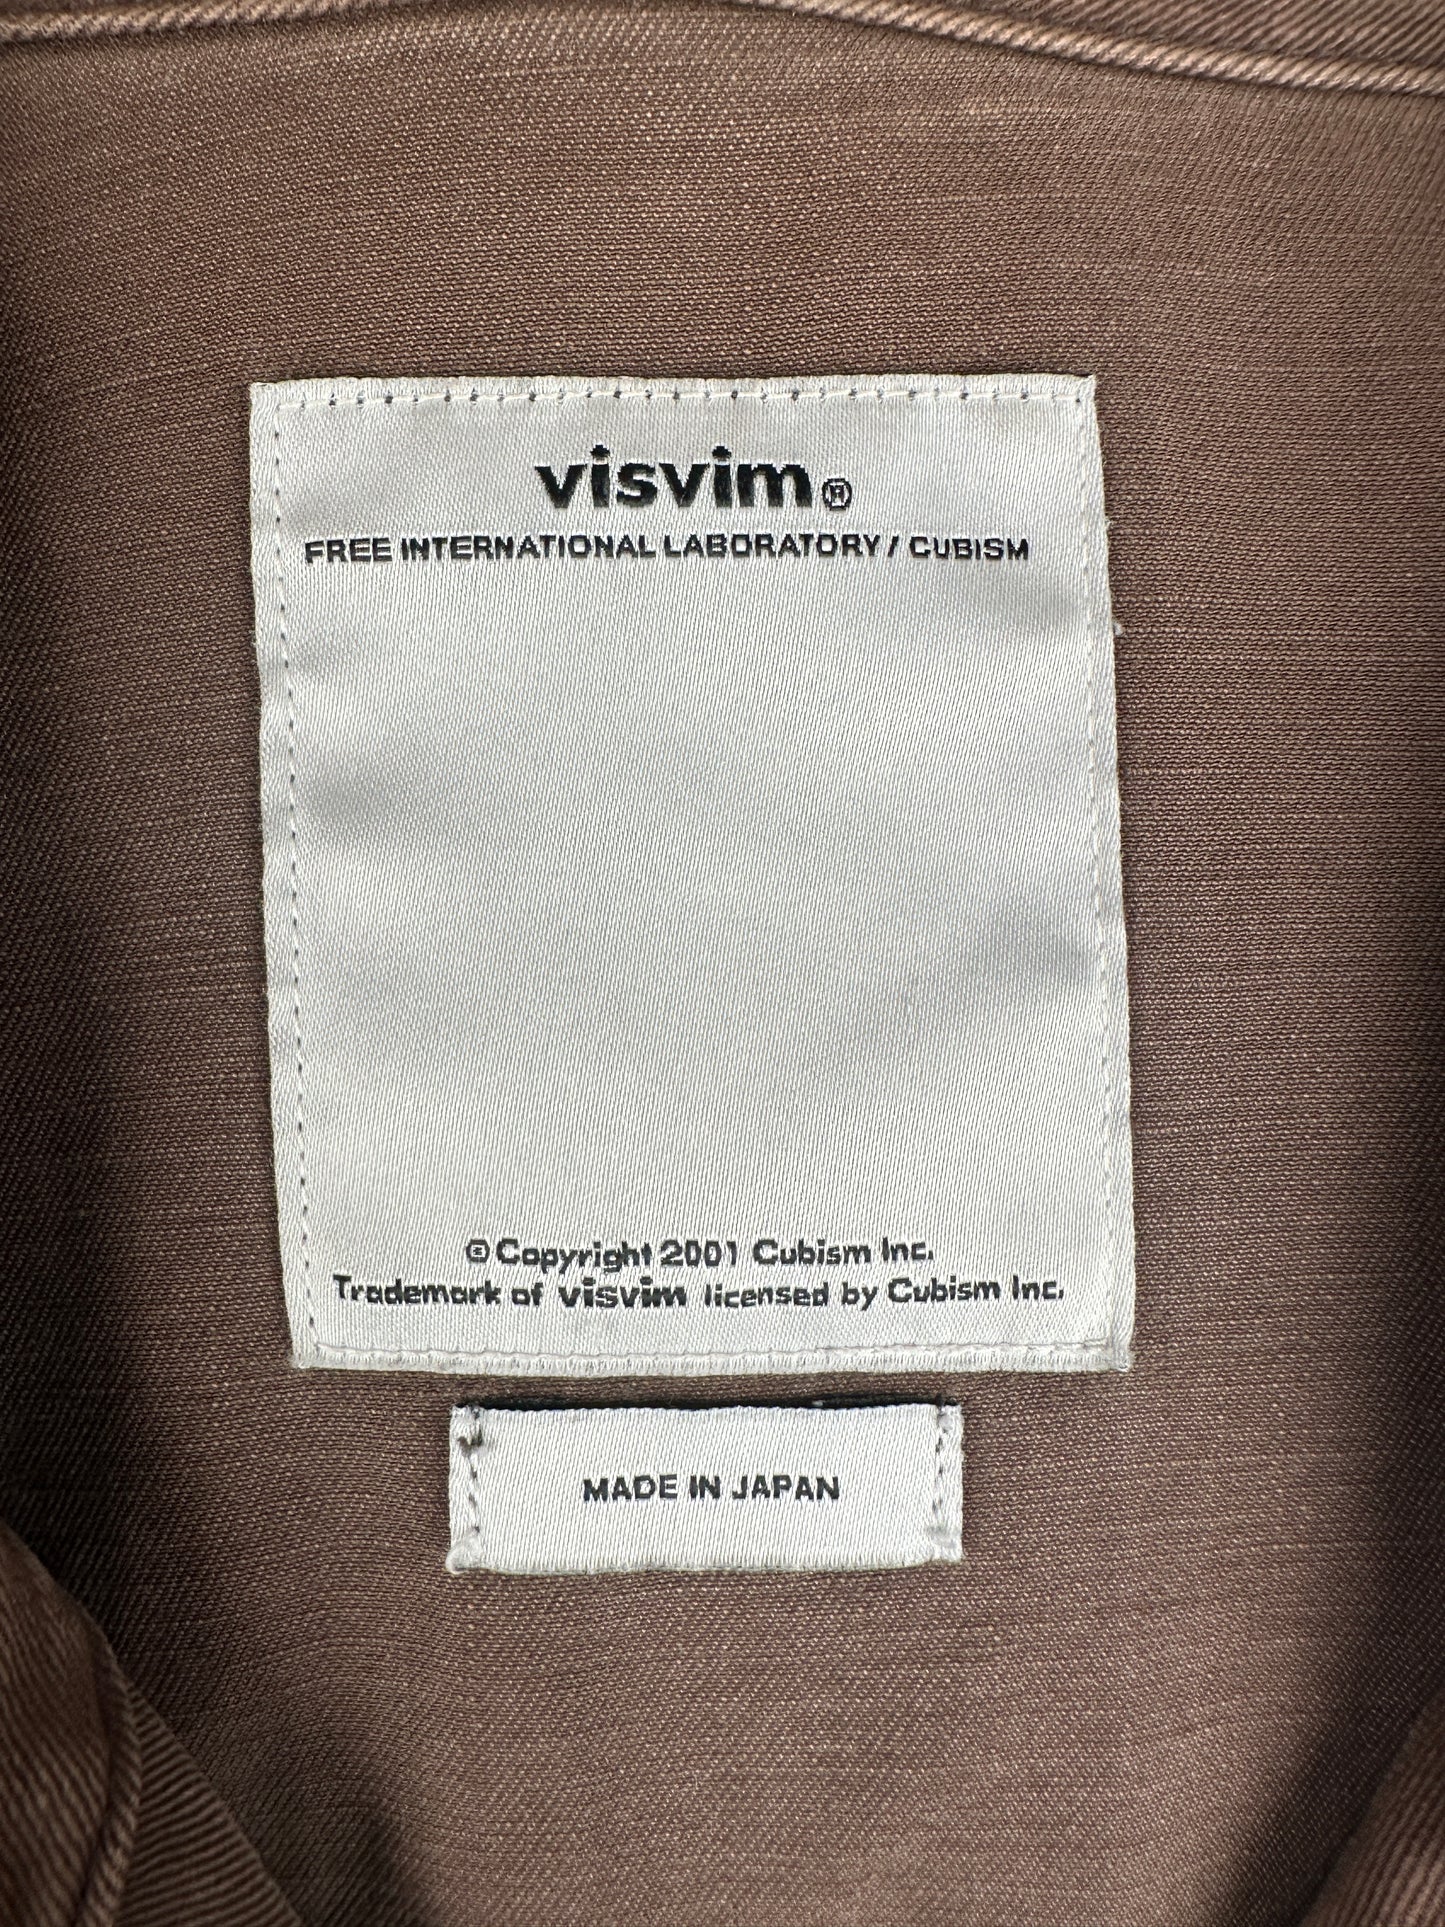 visvim®
FREE INTERNATIONAL LABORATORY / CUBISM
© Copyright 2001 Cubism Inc.
Trademark of visvim licensed by Cubism Inc.
MADE IN JAPAN